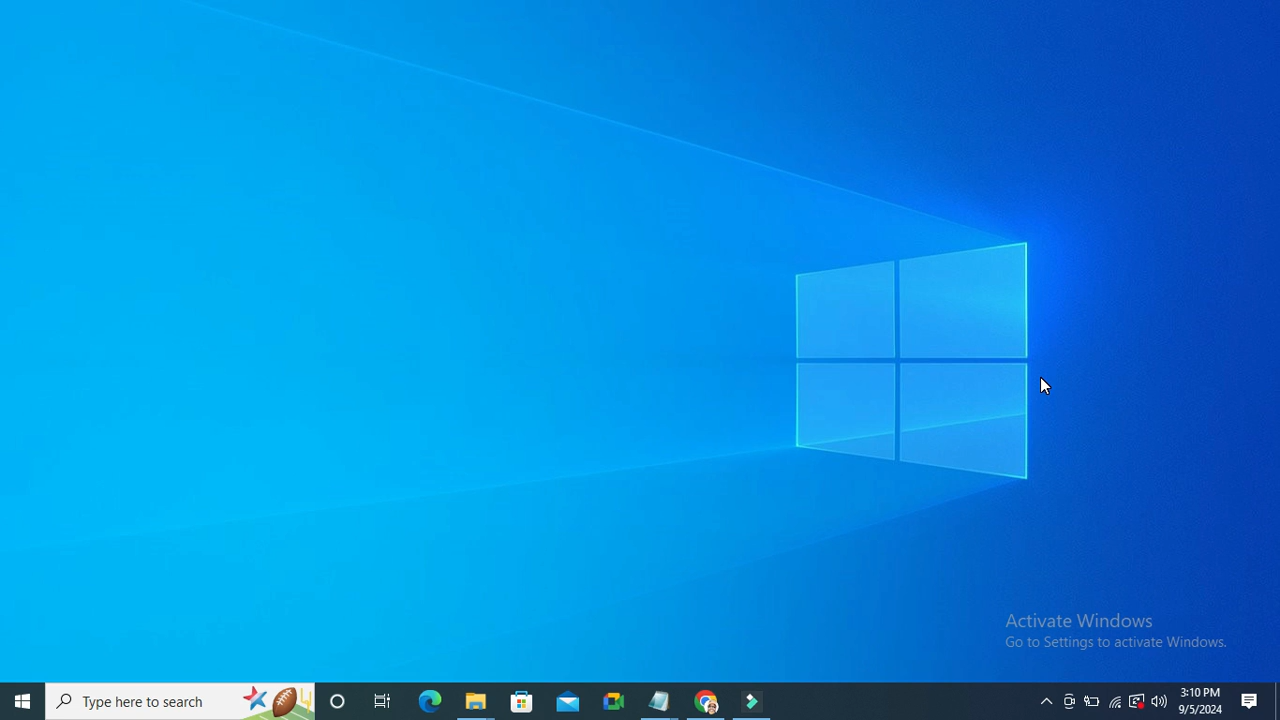 Activate Windows
Go to Settings to activate Windows.
Type here to search
3:10 PM
9/5/2024